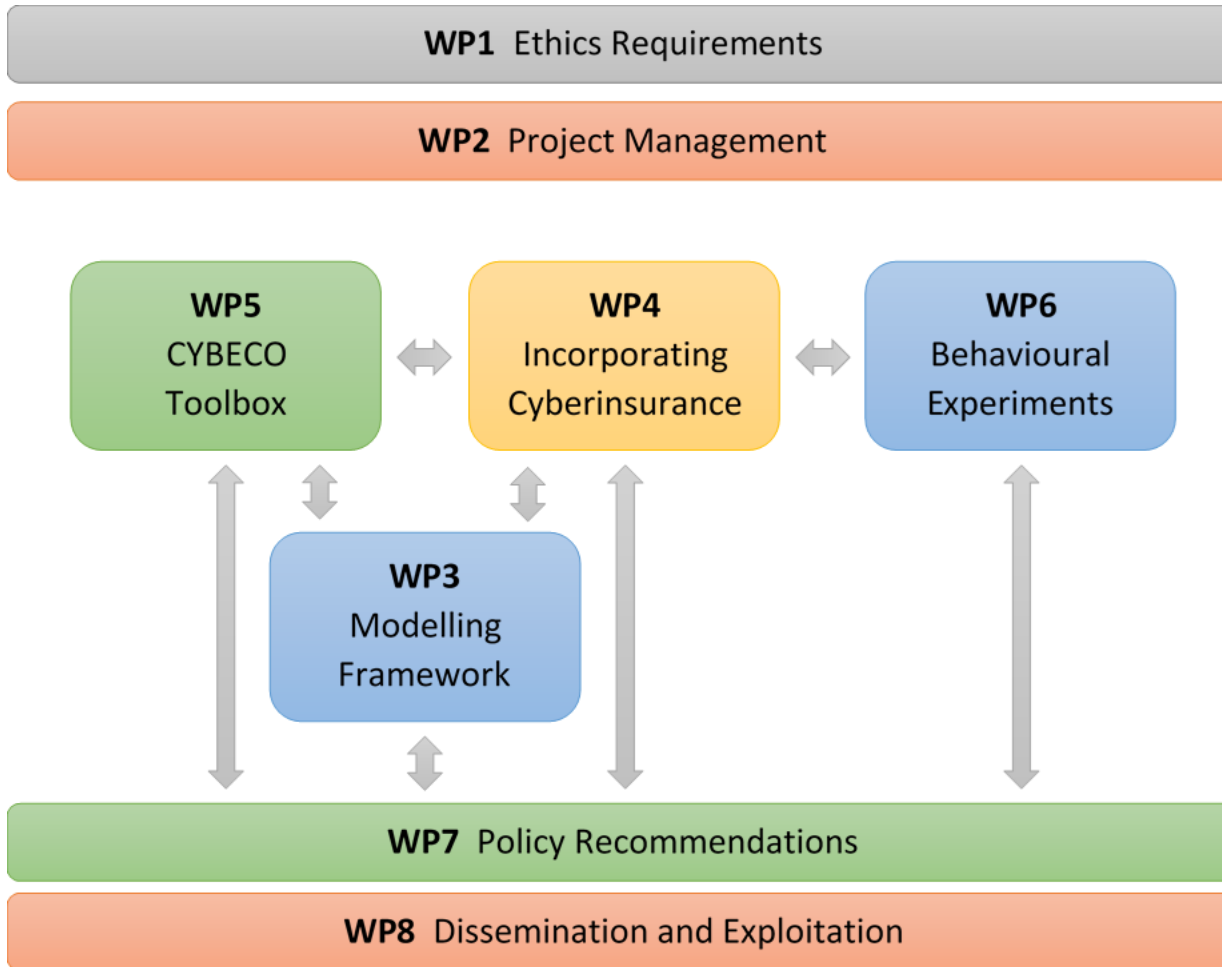 WP1 Ethics Requirements
WP2 Project Management
WP5
CYBECO
Toolbox
WP4
Incorporating
Cyberinsurance
WP6
Behavioural
Experiments
WP3
Modelling
Framework
WP7 Policy Recommendations
WP8 Dissemination and Exploitation